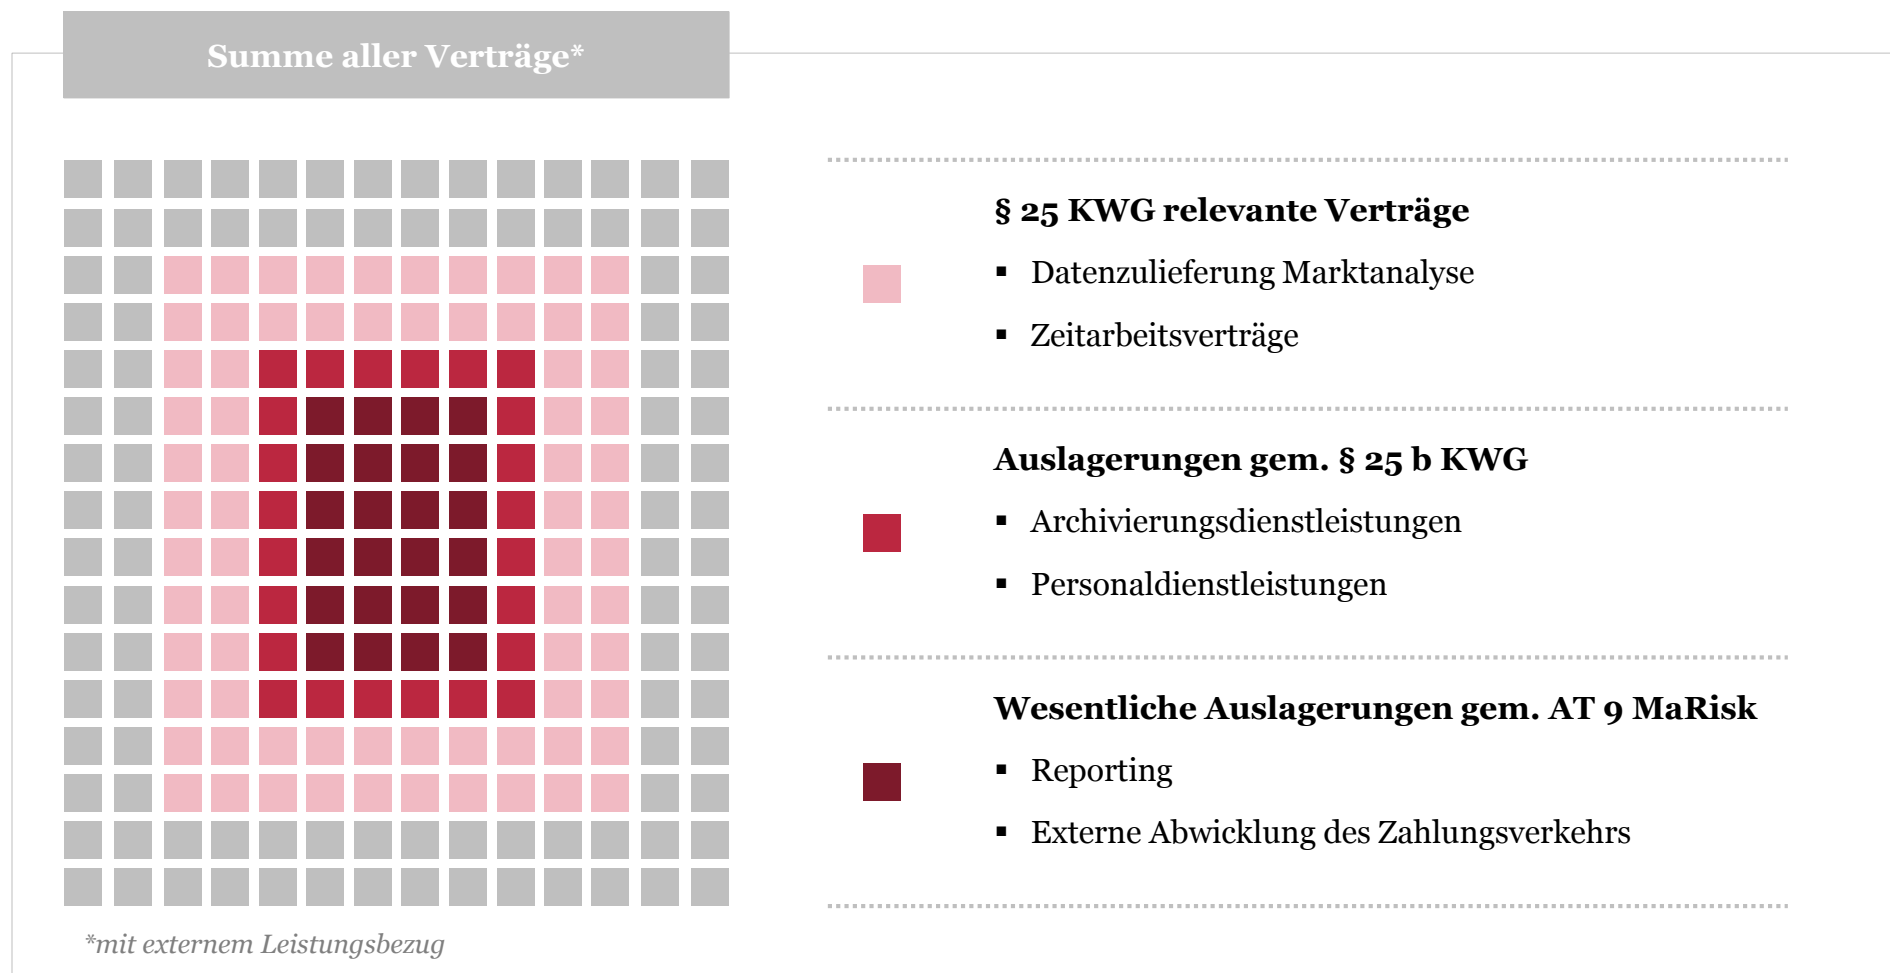 Summe aller Verträge*
§ 25 KWG relevante Verträge
▪ Datenzulieferung Marktanalyse
▪ Zeitarbeitsverträge
Auslagerungen gem. § 25 b KWG
▪ Archivierungsdienstleistungen
▪ Personaldienstleistungen
Wesentliche Auslagerungen gem. AT 9 MaRisk
▪ Reporting
▪ Externe Abwicklung des Zahlungsverkehrs
*mit externem Leistungsbezug